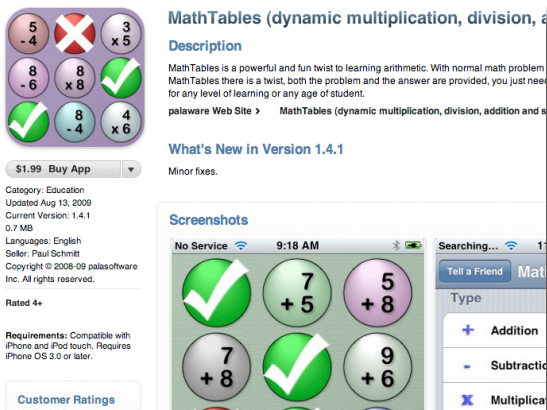 5
- 4
3
x 5
8
- 6
8
x 8
8
- 4
4
x 6
$1.99 Buy App
Category: Education
Updated Aug 13, 2009
Current Version: 1.4.1
0.7 MB
Languages: English
Seller: Paul Schmitt
Copyright © 2008-09 palasoftware
Inc. All rights reserved.
Rated 4+
Requirements: Compatible with
iPhone and iPod touch. Requires
iPhone OS 3.0 or later.
Customer Ratings
MathTables (dynamic multiplication, division, a
Description
MathTables is a powerful and fun twist to learning arithmetic. With normal math problem
MathTables there is a twist, both the problem and the answer are provided, you just need
for any level of learning or any age of student.
palaware Web Site > MathTables (dynamic multiplication, division, addition and s
What's New in Version 1.4.1
Minor fixes.
Screenshots
No Service 9:18 AM
7
+ 5
5
+ 8
7
+ 8
9
+ 6
Searching... 1
Tell a Friend Mat
Type
+ Addition
- Subtractio
x Multiplicat